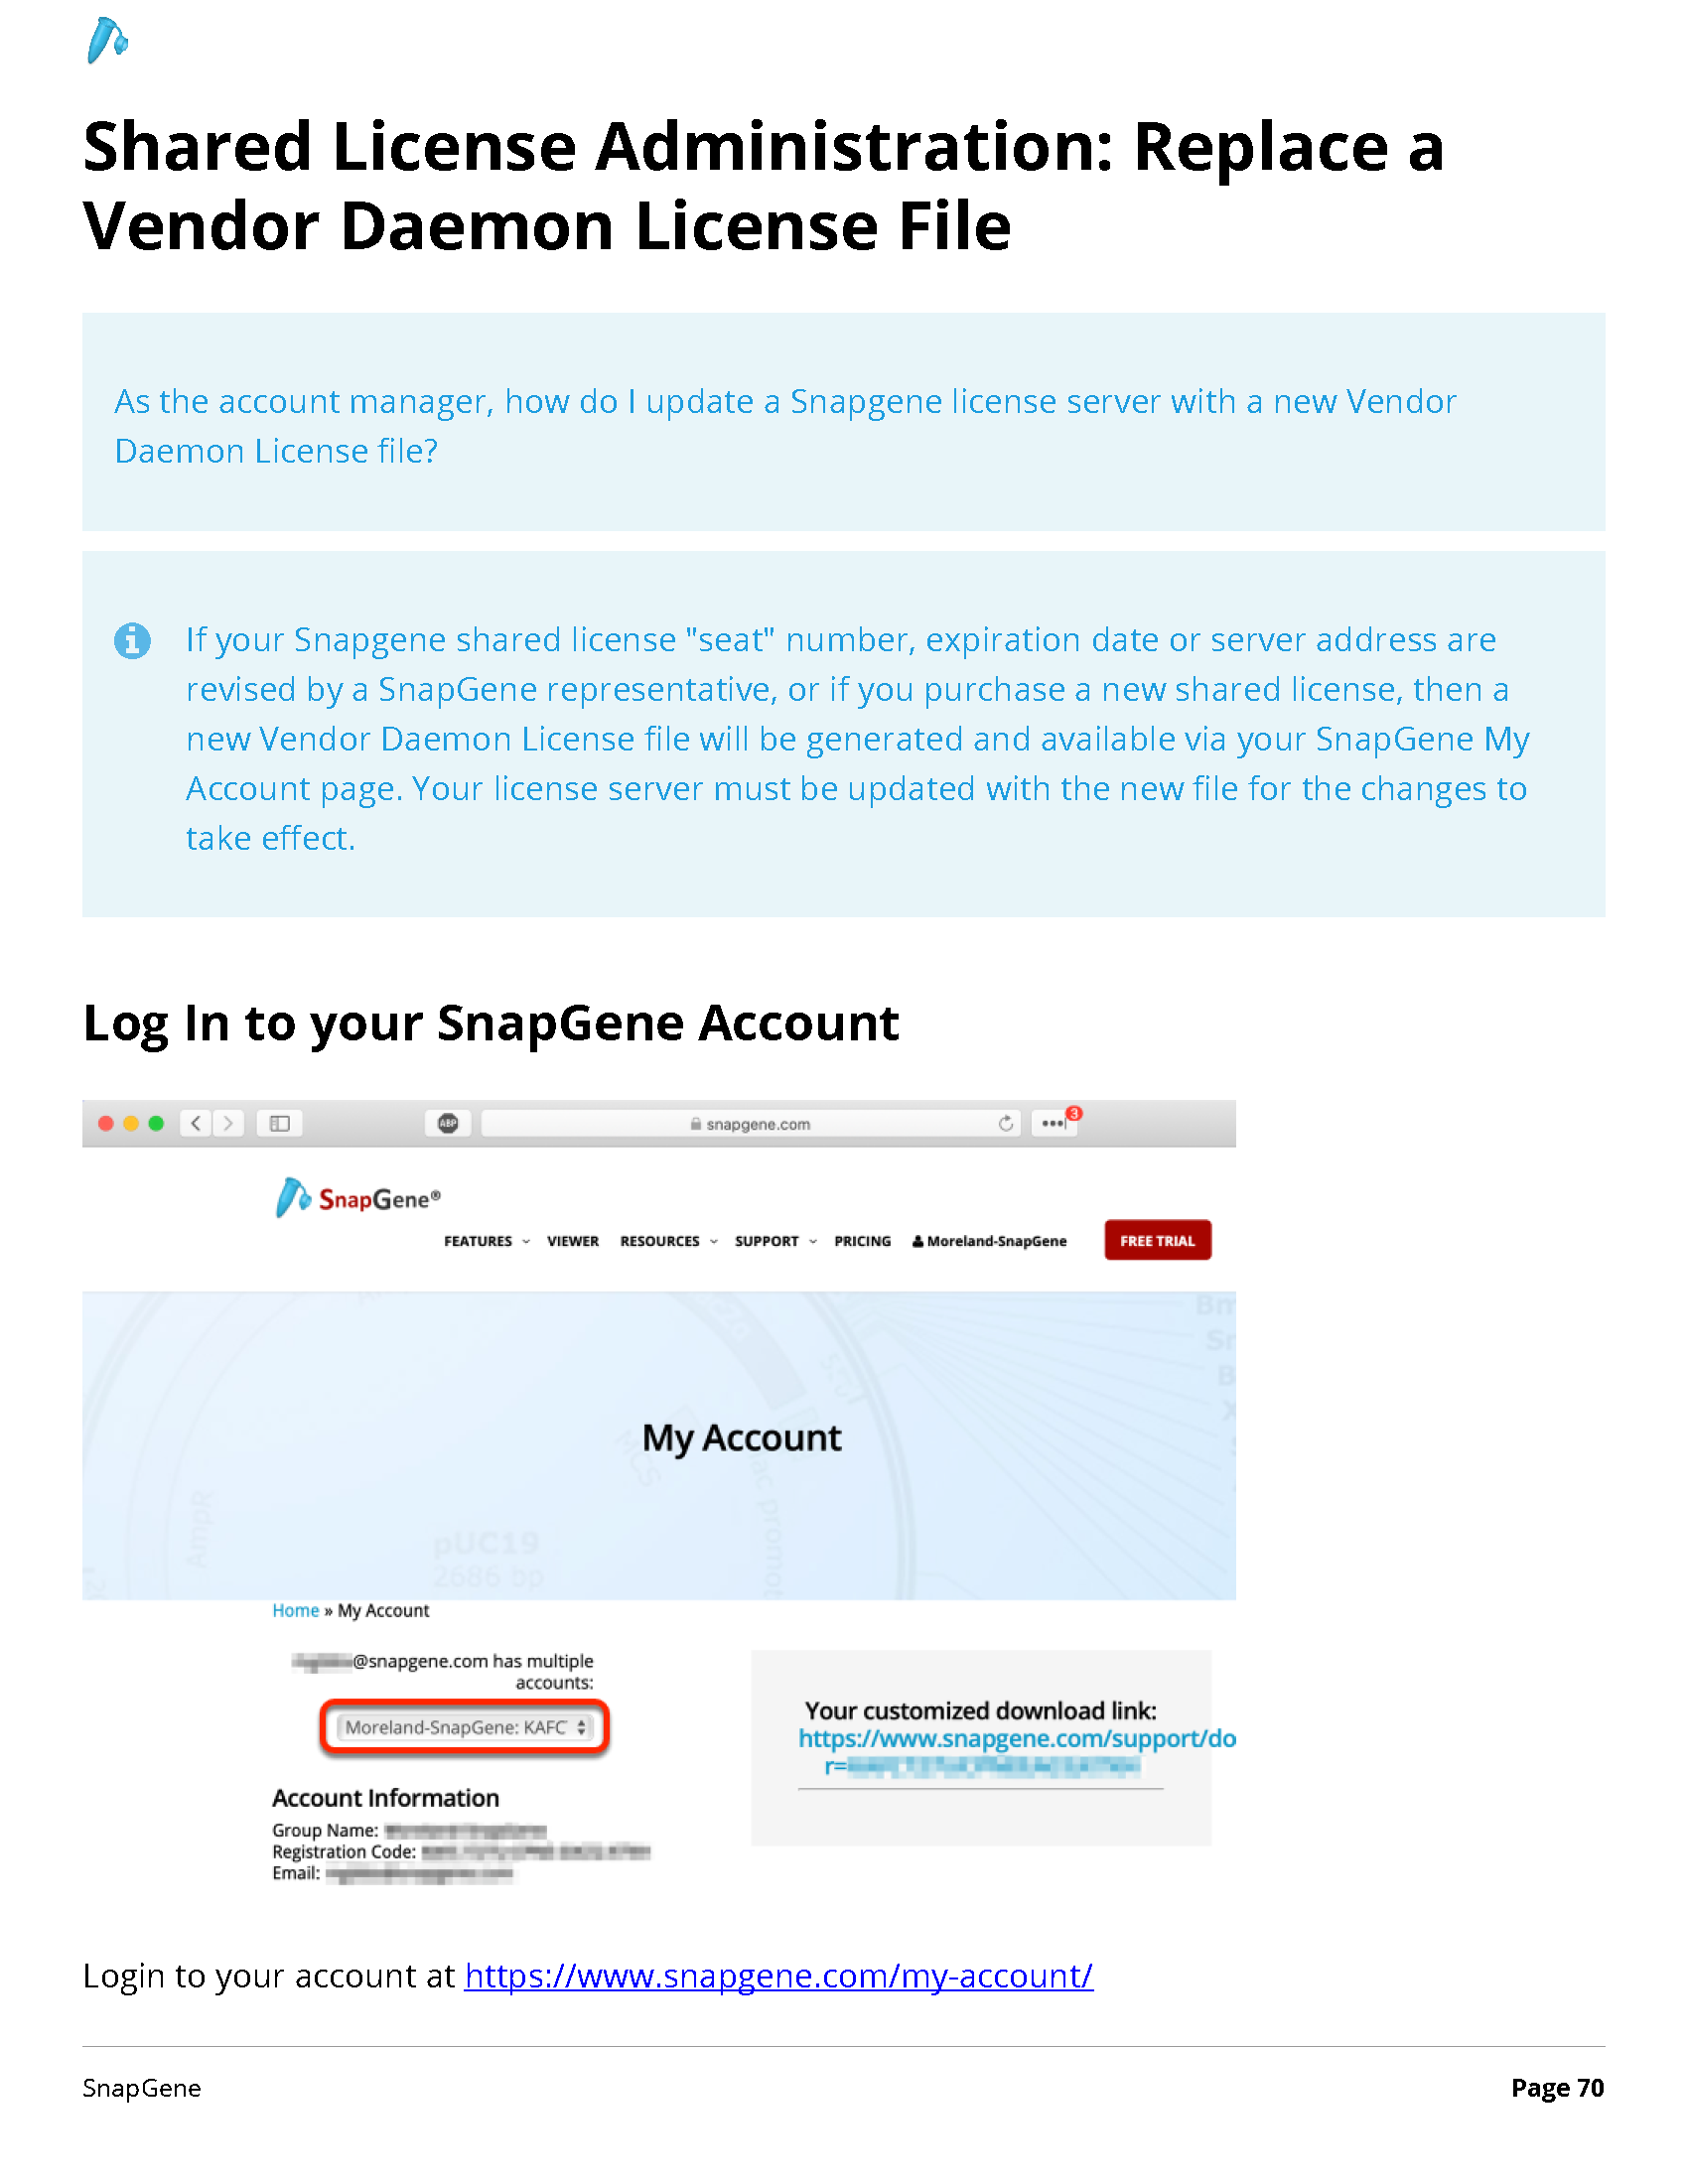 Shared License Administration: Replace a
Vendor Daemon License File
As the account manager, how do I update a Snapgene license server with a new Vendor
Daemon License file?
If your Snapgene shared license "seat" number, expiration date or server address are
revised by a SnapGene representative, or if you purchase a new shared license, then a
new Vendor Daemon License file will be generated and available via your SnapGene My
Account page. Your license server must be updated with the new file for the changes to
take effect.
Log In to your SnapGene Account
ABP
snapgene.com
3
SnapGene®
FEATURES VIEWER RESOURCES SUPPORT PRICING Moreland-SnapGene FREE TRIAL
My Account
AmpR
MCS
pUC19
2686 bp
Home » My Account
@snapgene.com has multiple
accounts:
Moreland-SnapGene: KAFC
Your customized download link:
https://www.snapgene.com/support/do
r=
Account Information
Group Name:
Registration Code:
Email:
Login to your account at https://www.snapgene.com/my-account/
SnapGene
Page 70